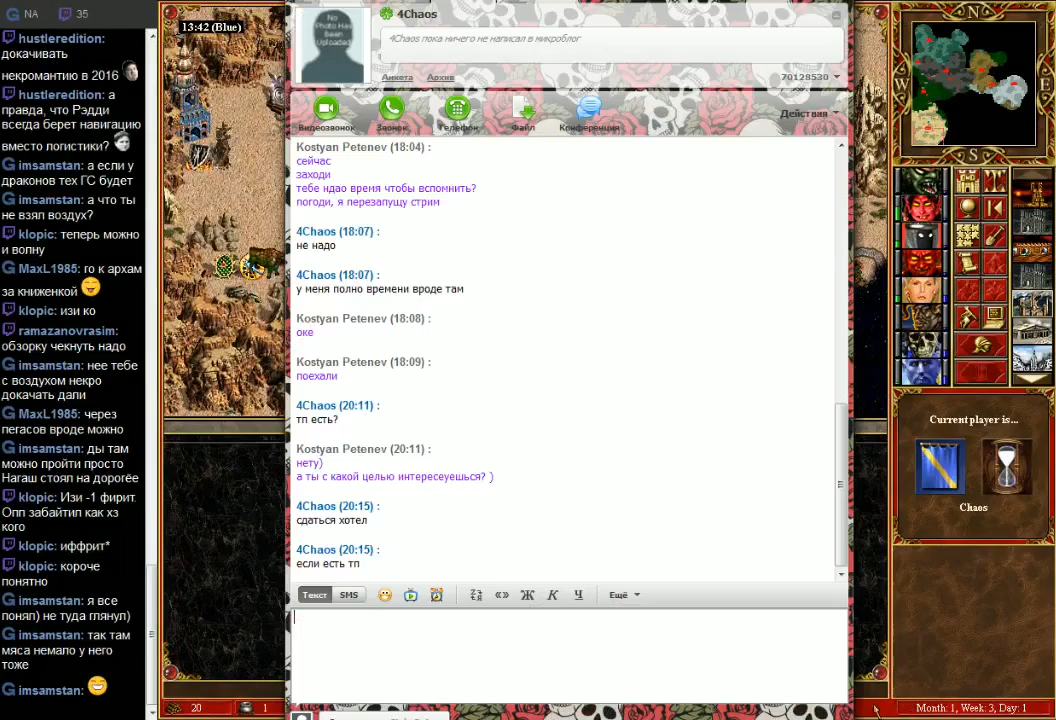 NA 35
hustleredition:
докачивать
некромантию в 2016
hustleredition: а
правда, что Рэдди
всегда берет навигацию
вместо логистики?
imsamstan: а если у
драконов тех ГС будет
imsamstan: а что ты
не взял воздух?
klopic: теперь можно
и волну
MaxL1985: го к архам
за книженкой
klopic: изи ко
ramazanovrasim:
обзорку чекнуть надо
imsamstan: нее тебе
с воздухом некро
докачать дали
MaxL1985: через
пегасов вроде можно
imsamstan: ды там
можно пройти просто
Нагаш стоял на дорогёе
klopic: Изи -1 фирит.
Опп забайтил как хз
кого
klopic: иффрит*
klopic: короче
понятно
imsamstan: я все
понял) не туда глянул)
imsamstan: так там
мяса немало у него
тоже
imsamstan:
13:42 (Blue)
No
Photo Has
Been
Uploaded
4Chaos
4Chaos пока ничего не написал в микроблог
Анкета Архив
70128530
Видеозвонок Звонок Телефон Файл Конференция Действия
Kostyan Petenev (18:04) :
сейчас
заходи
тебе ндао время чтобы вспомнить?
погоди, я перезапущу стрим
4Chaos (18:07) :
не надо
4Chaos (18:07) :
у меня полно времени вроде там
Kostyan Petenev (18:08) :
оке
Kostyan Petenev (18:09) :
поехали
4Chaos (20:11) :
тп есть?
Kostyan Petenev (20:11) :
нету)
а ты с какой целью интересеуешься? )
4Chaos (20:15) :
сдаться хотел
4Chaos (20:15) :
если есть тп
Текст SMS Ж К Ч Ещё
20 1
N
W E
S
Current player is...
Chaos
Month: 1, Week: 3, Day: 1